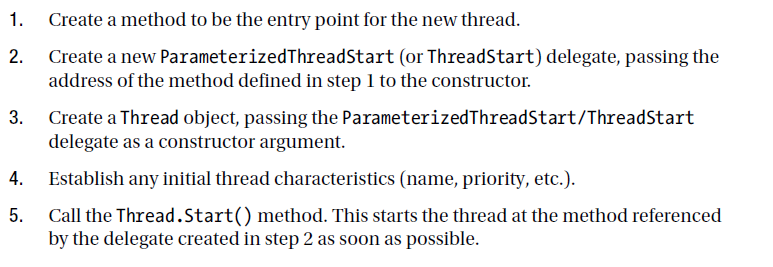 1. Create a method to be the entry point for the new thread.
2. Create a new ParameterizedThreadStart (or ThreadStart) delegate, passing the
address of the method defined in step 1 to the constructor.
3. Create a Thread object, passing the ParameterizedThreadStart/ThreadStart
delegate as a constructor argument.
4. Establish any initial thread characteristics (name, priority, etc.).
5. Call the Thread.Start() method. This starts the thread at the method referenced
by the delegate created in step 2 as soon as possible.